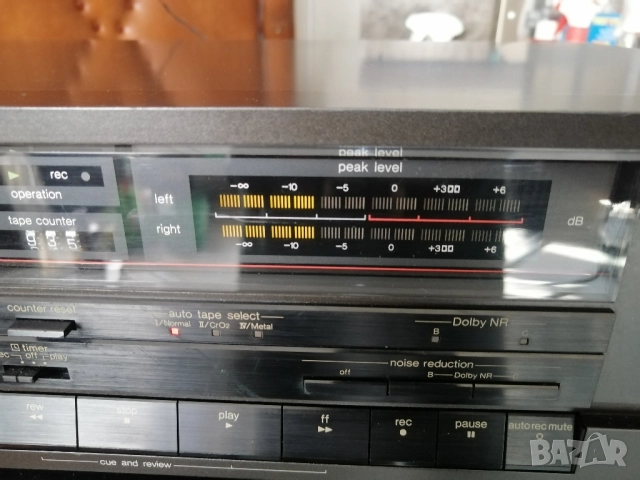 peak level
peak level
▶ rec ●
operation
left
-∞ -10 -5 0 +3 +6
tape counter
right
-∞ -10 -5 0 +3 +6
dB
counter reset
auto tape select
I/Normal II/CrO2 IV/Metal
Dolby NR
B C
timer
rec off play
noise reduction
off B Dolby NR
rew
◀◀
stop
play
▶
ff
▶▶
rec
●
pause
auto rec mute
cue and review
BAZAR